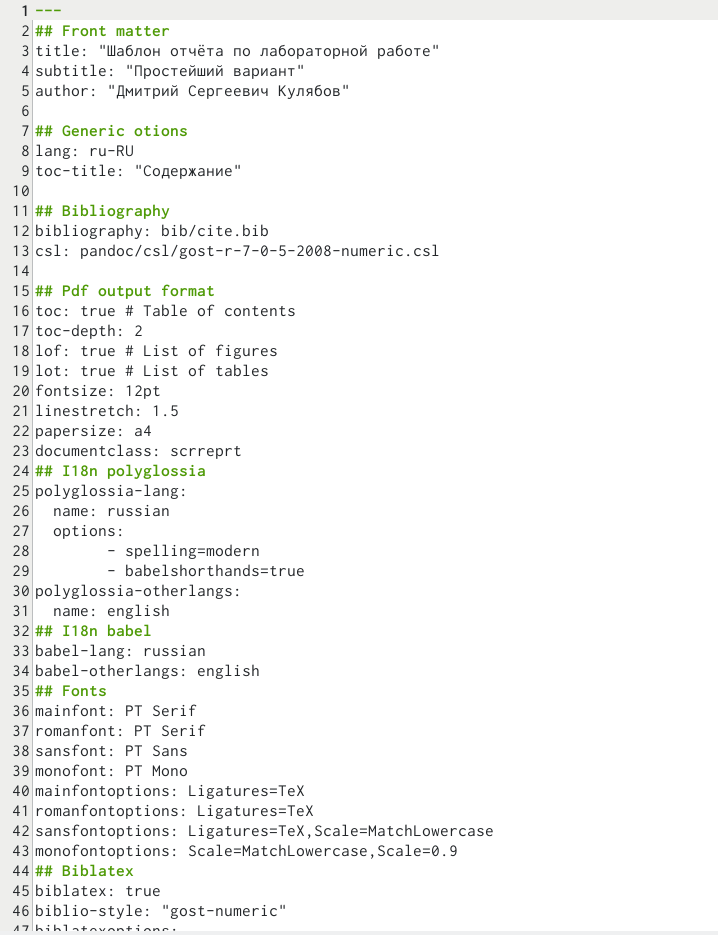 1 ---
2 ## Front matter
3 title: "Шаблон отчёта по лабораторной работе"
4 subtitle: "Простейший вариант"
5 author: "Дмитрий Сергеевич Кулябов"
6
7 ## Generic otions
8 lang: ru-RU
9 toc-title: "Содержание"
10
11 ## Bibliography
12 bibliography: bib/cite.bib
13 csl: pandoc/csl/gost-r-7-0-5-2008-numeric.csl
14
15 ## Pdf output format
16 toc: true # Table of contents
17 toc-depth: 2
18 lof: true # List of figures
19 lot: true # List of tables
20 fontsize: 12pt
21 linestretch: 1.5
22 papersize: a4
23 documentclass: scrreprt
24 ## I18n polyglossia
25 polyglossia-lang:
26   name: russian
27   options:
28         - spelling=modern
29         - babelshorthands=true
30 polyglossia-otherlangs:
31   name: english
32 ## I18n babel
33 babel-lang: russian
34 babel-otherlangs: english
35 ## Fonts
36 mainfont: PT Serif
37 romanfont: PT Serif
38 sansfont: PT Sans
39 monofont: PT Mono
40 mainfontoptions: Ligatures=TeX
41 romanfontoptions: Ligatures=TeX
42 sansfontoptions: Ligatures=TeX,Scale=MatchLowercase
43 monofontoptions: Scale=MatchLowercase,Scale=0.9
44 ## Biblatex
45 biblatex: true
46 biblio-style: "gost-numeric"
47 biblatexoptions: